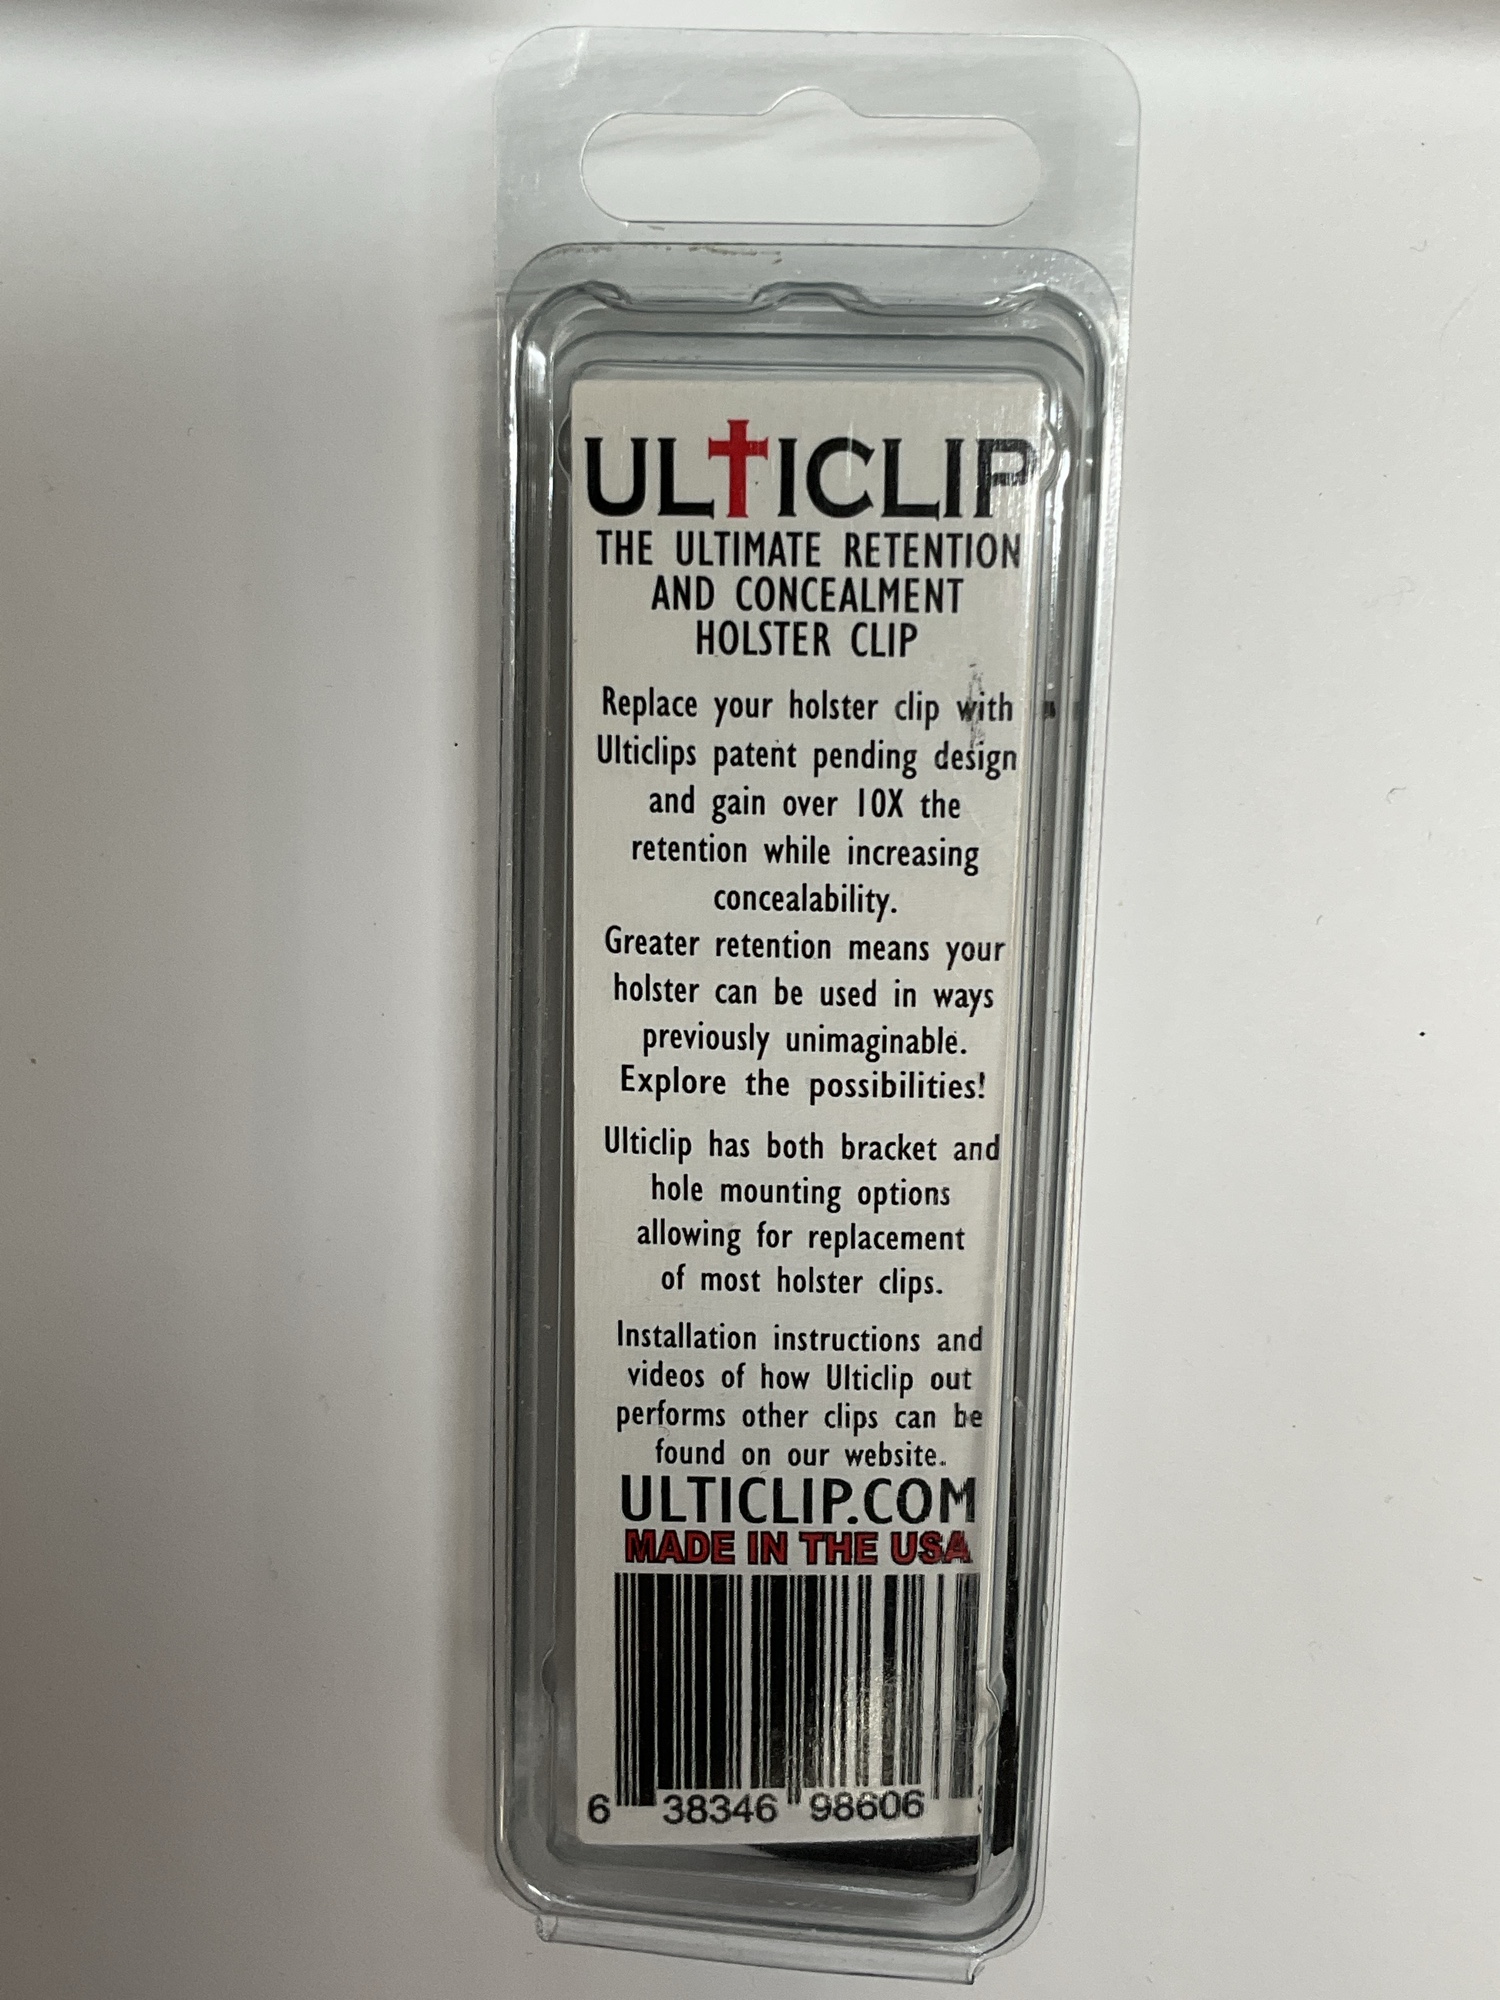 ULTICLIP
THE ULTIMATE RETENTION
AND CONCEALMENT
HOLSTER CLIP
Replace your holster clip with
Ulticlips patent pending design
and gain over 10X the
retention while increasing
concealability.
Greater retention means your
holster can be used in ways
previously unimaginable.
Explore the possibilities!
Ulticlip has both bracket and
hole mounting options
allowing for replacement
of most holster clips.
Installation instructions and
videos of how Ulticlip out
performs other clips can be
found on our website.
ULTICLIP.COM
MADE IN THE USA
6 38346 98606